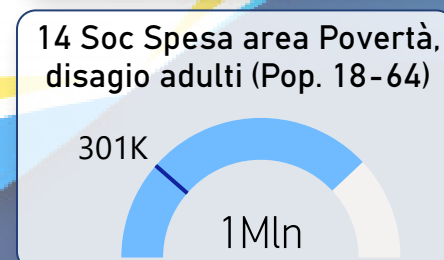 14 Soc Spesa area Povertà,
disagio adulti (Pop. 18-64)
301K
1Mln